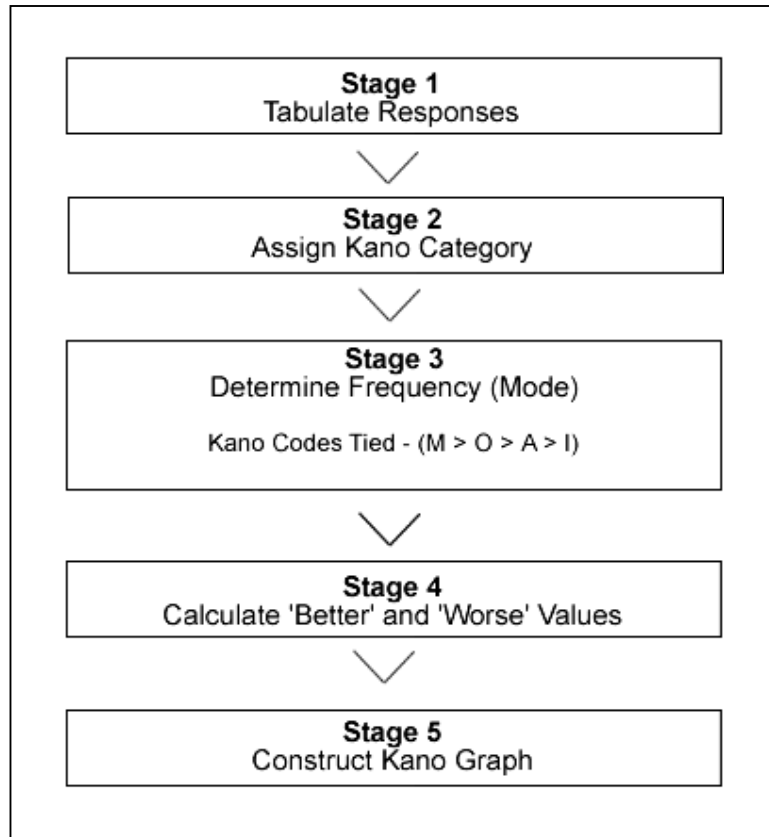 Stage 1
Tabulate Responses
Stage 2
Assign Kano Category
Stage 3
Determine Frequency (Mode)
Kano Codes Tied - (M > O > A > I)
Stage 4
Calculate 'Better' and 'Worse' Values
Stage 5
Construct Kano Graph